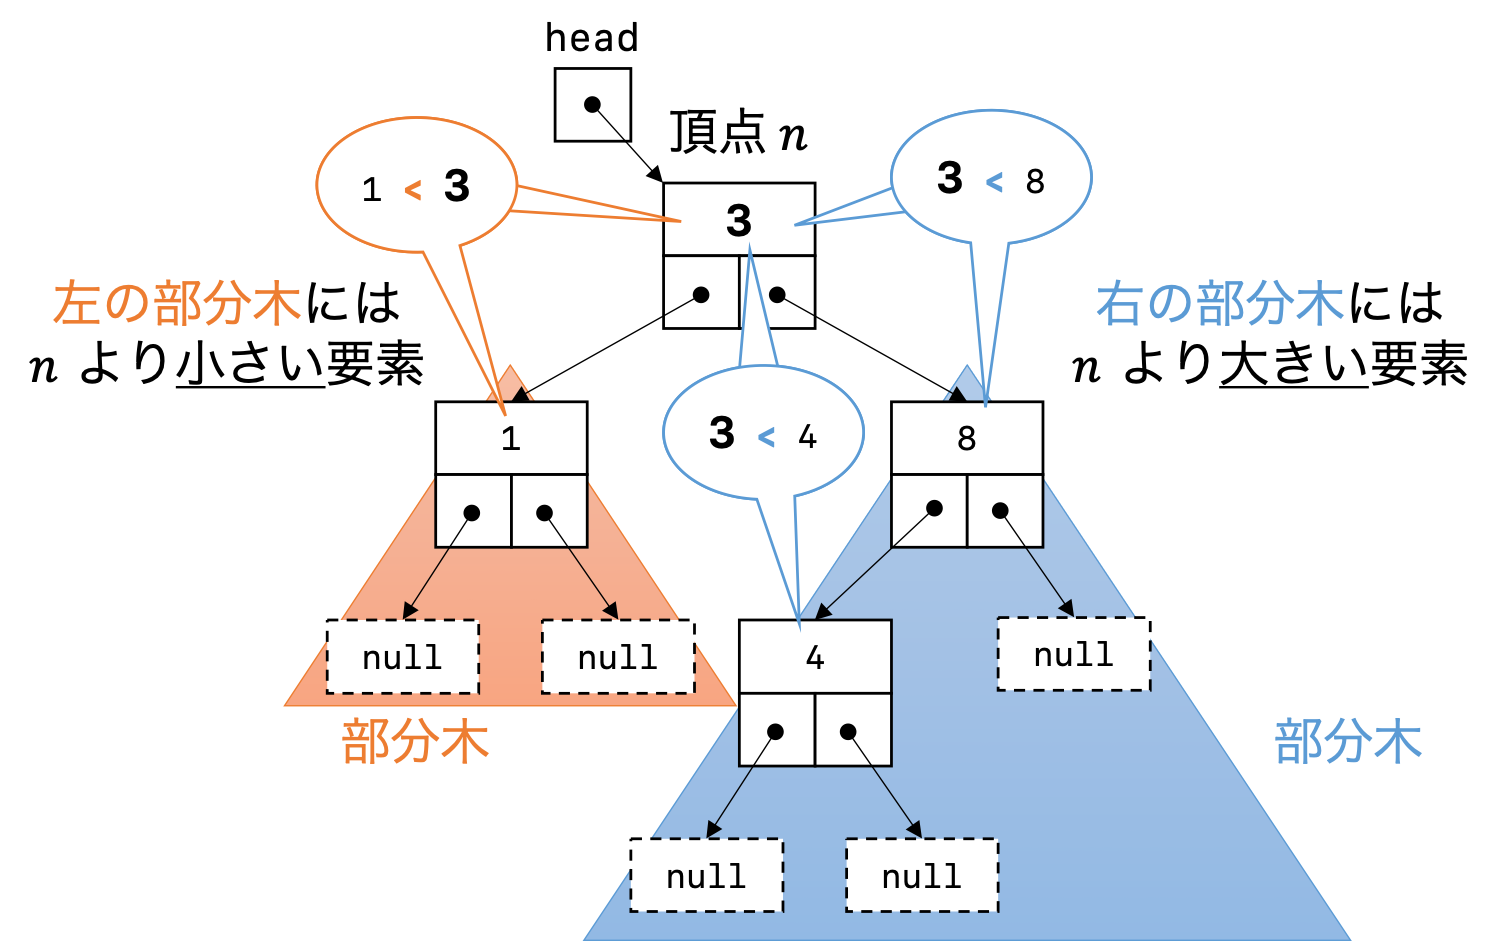 head
頂点 n
1 < 3
3 < 8
3
左の部分木には
n より小さい要素
右の部分木には
n より大きい要素
1
3 < 4
8
null
null
4
null
部分木
部分木
null
null